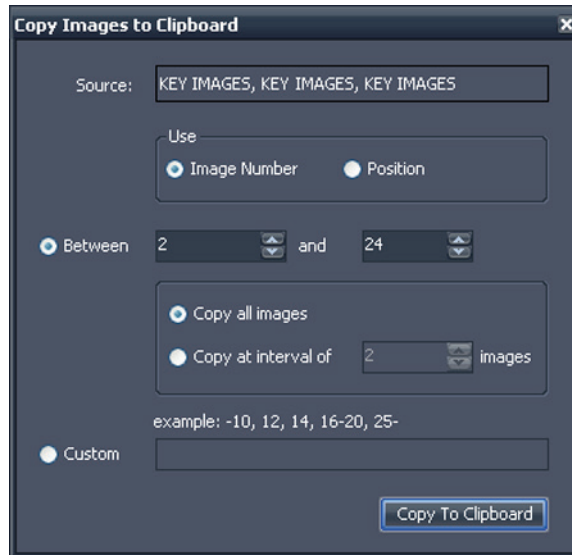 Copy Images to Clipboard
Source: KEY IMAGES, KEY IMAGES, KEY IMAGES
Use
Image Number Position
Between 2 and 24
Copy all images
Copy at interval of 2 images
example: -10, 12, 14, 16-20, 25-
Custom
Copy To Clipboard